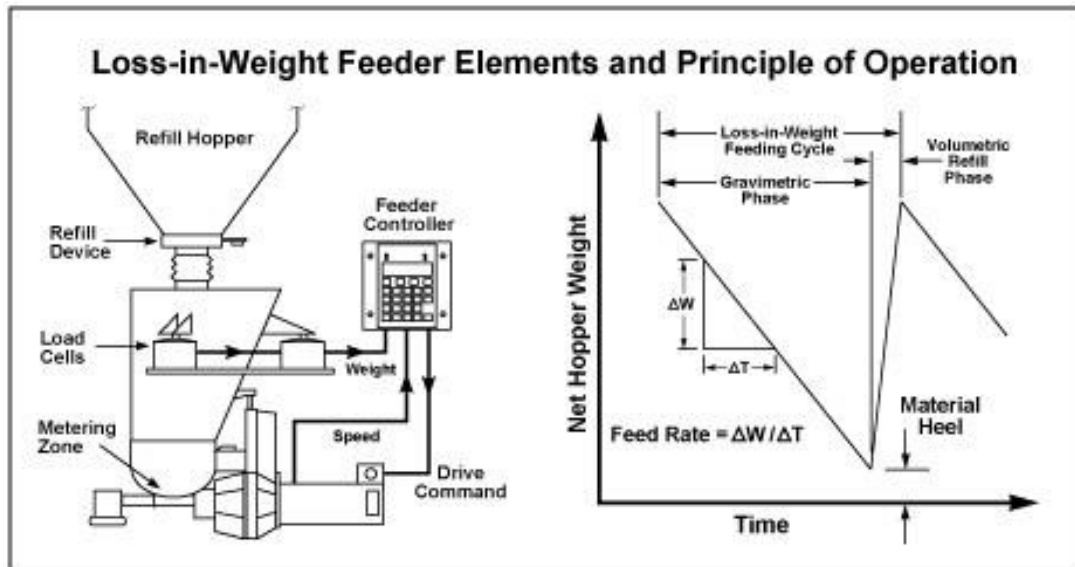 Loss-in-Weight Feeder Elements and Principle of Operation
Refill Hopper
Refill
Device
Feeder
Controller
Load
Cells
Weight
Metering
Zone
Speed
Drive
Command
Loss-in-Weight
Feeding Cycle
Volumetric
Refill
Phase
Gravimetric
Phase
Net Hopper Weight
ΔW
ΔT
Feed Rate = ΔW/ΔT
Material
Heel
Time